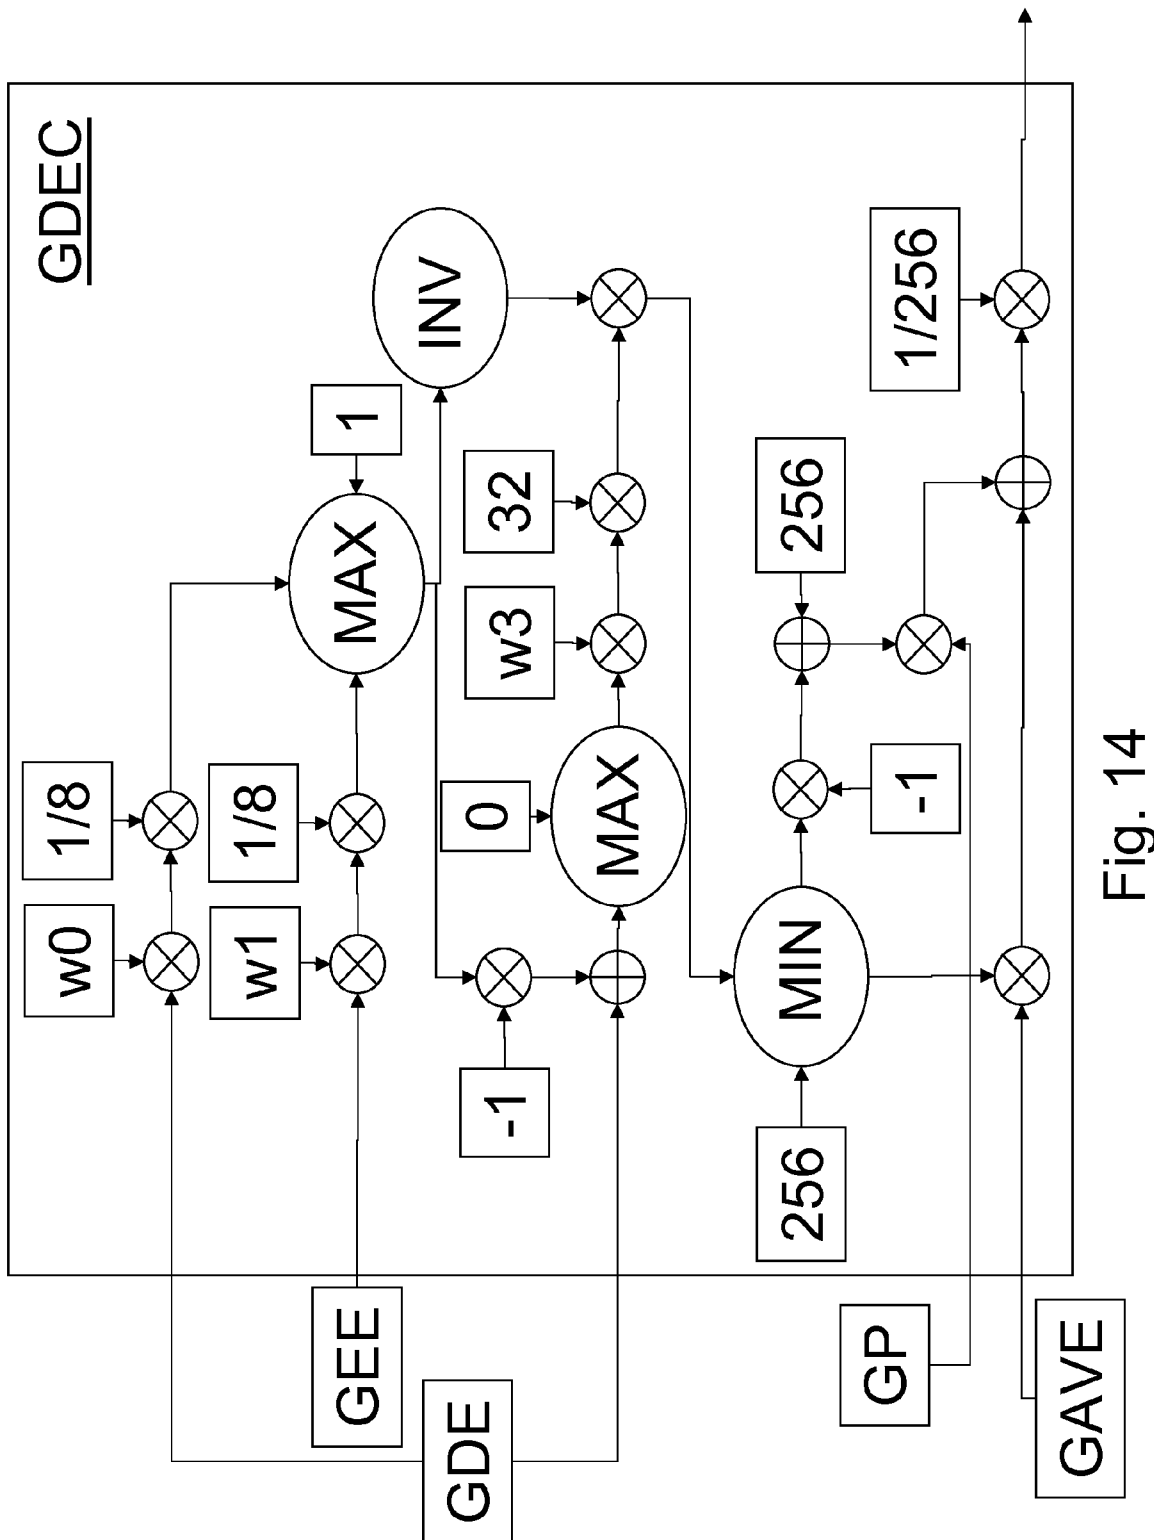 GDEC
w0
1/8
w1
1/8
MAX
1
INV
-1
0
MAX
w3
32
256
MIN
-1
256
1/256
GEE
GDE
GP
GAVE
Fig. 14